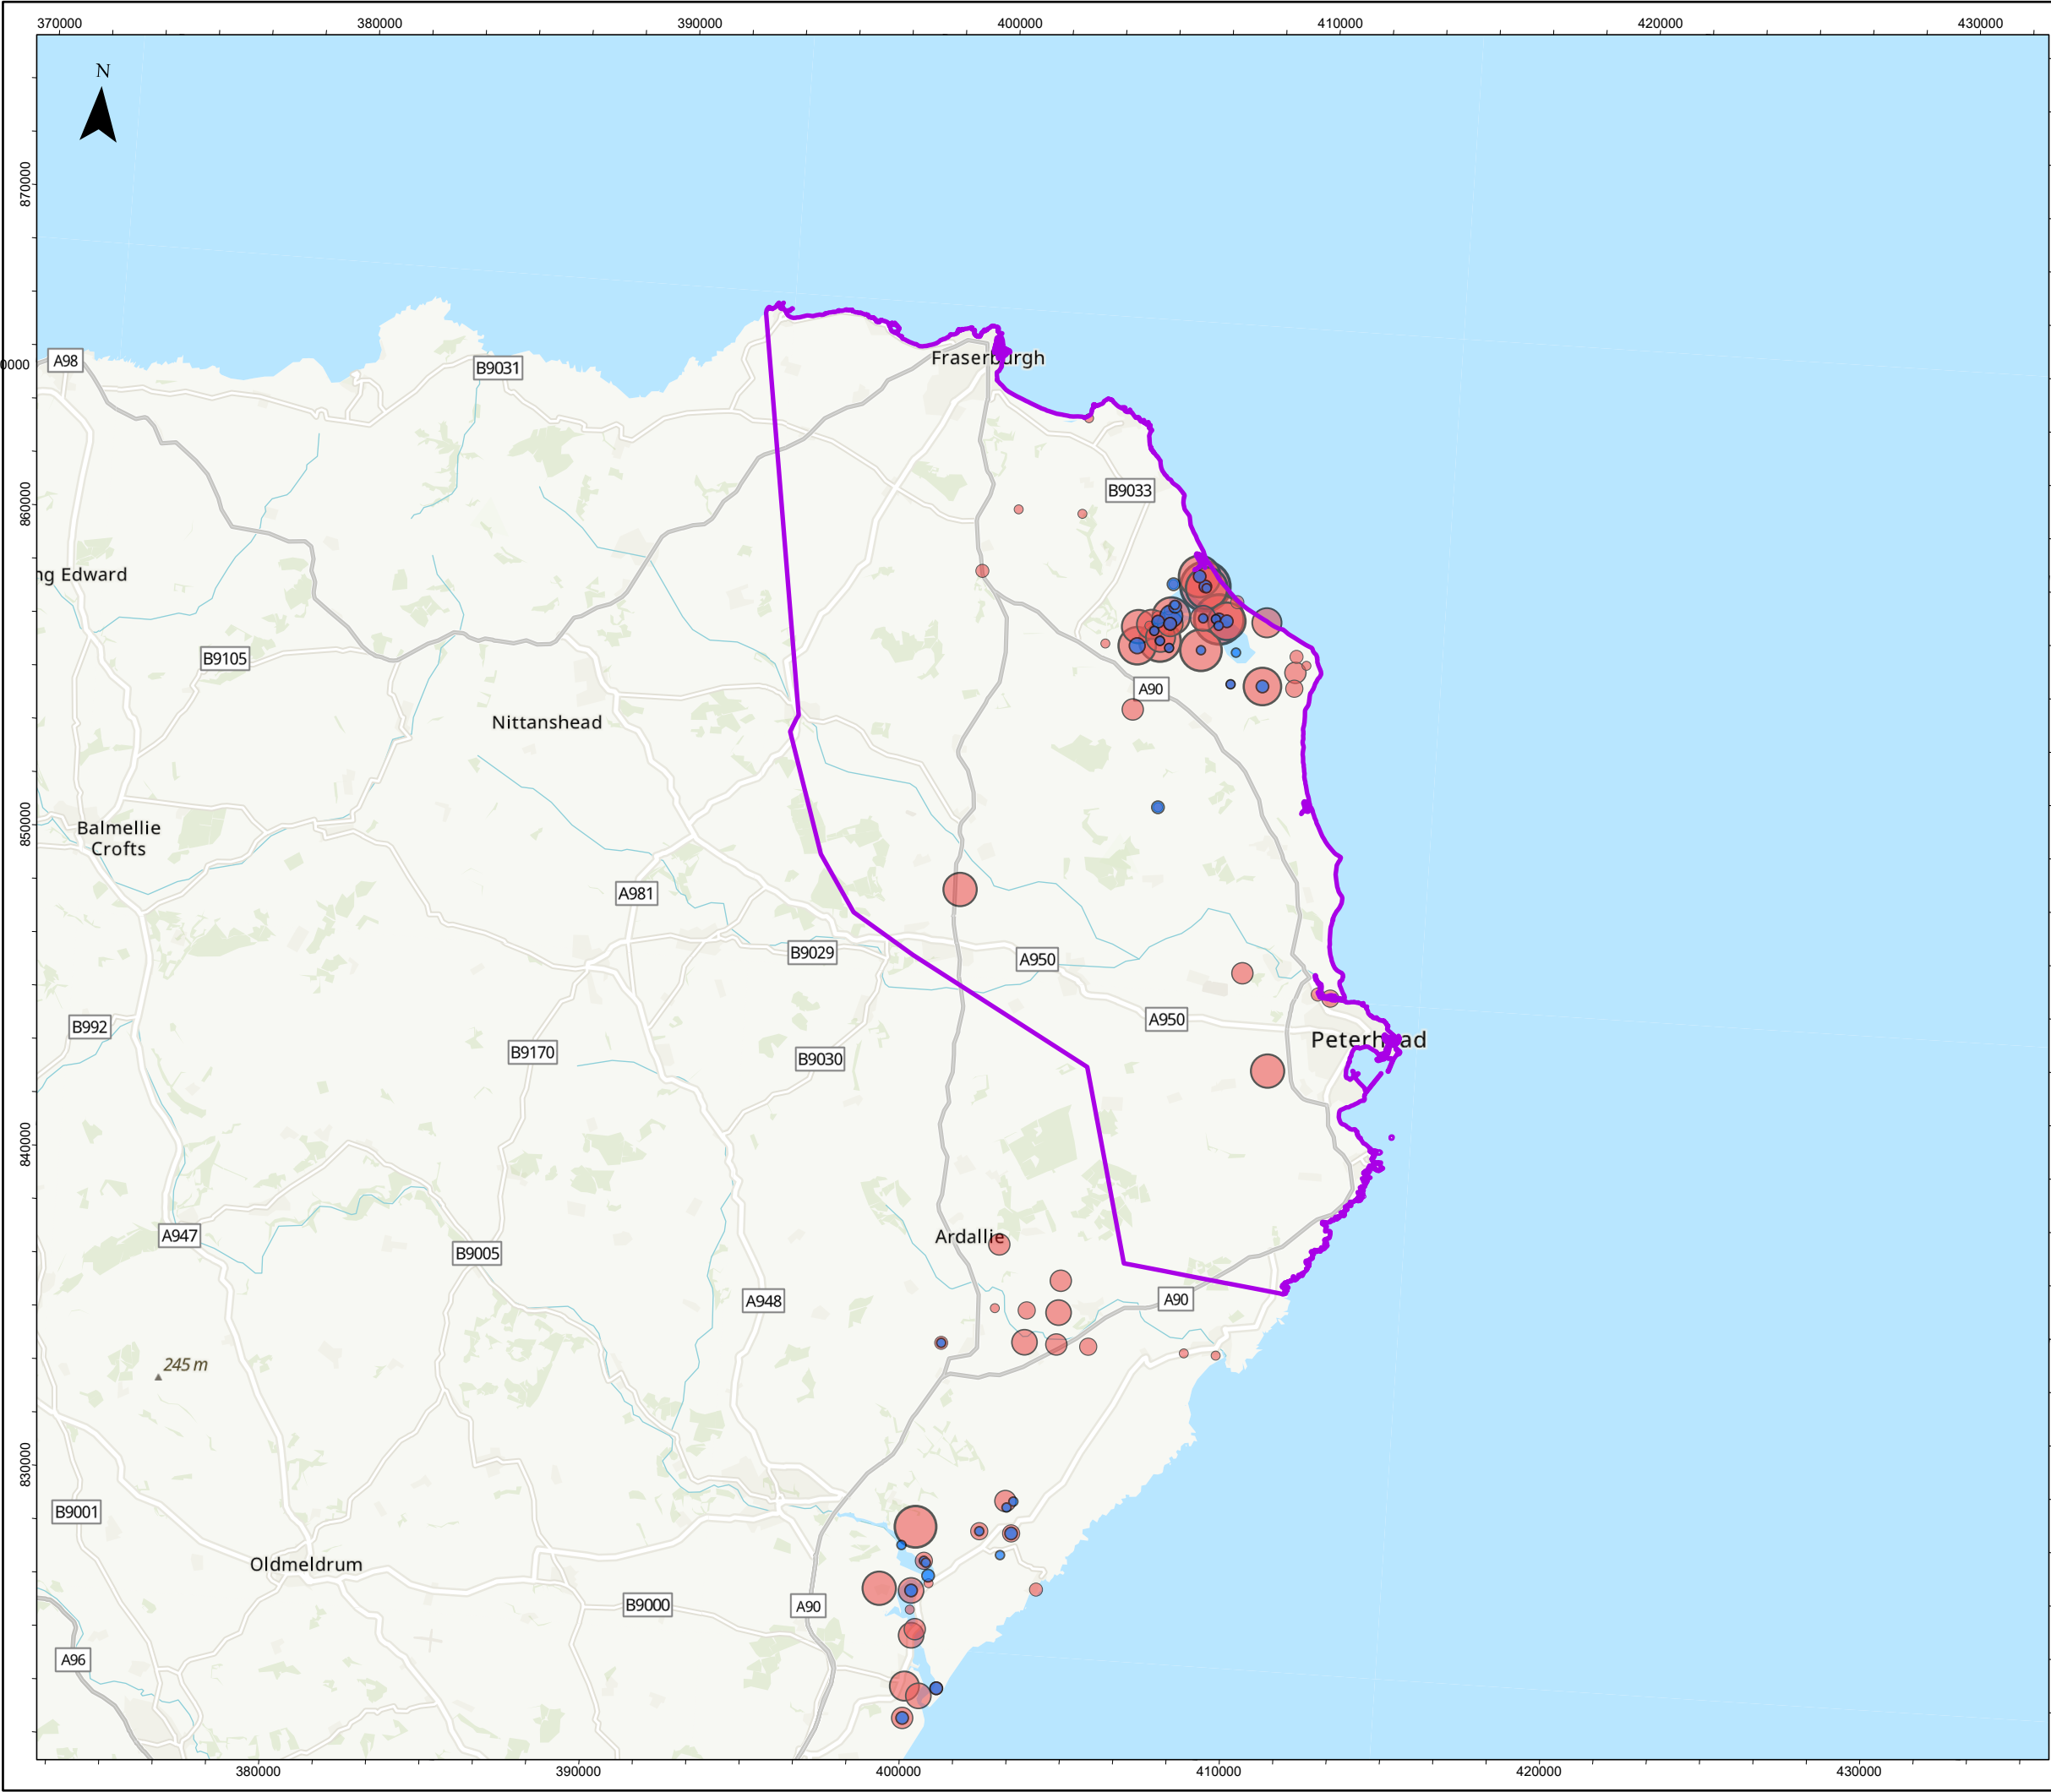 370000 380000 390000 400000 410000 420000 430000
N
870000
A98
0000
B9031
Fraserburgh
B9033
860000
ng Edward
B9105
A90
Nittanshead
850000
Balmellie
Crofts
A981
B9029
A950
B992
A950
B9170
B9030
Peterhead
840000
A947
B9005
Ardallie
A948
A90
245 m
830000
B9001
Oldmeldrum
B9000
A90
A96
380000 390000 400000 410000 420000 430000